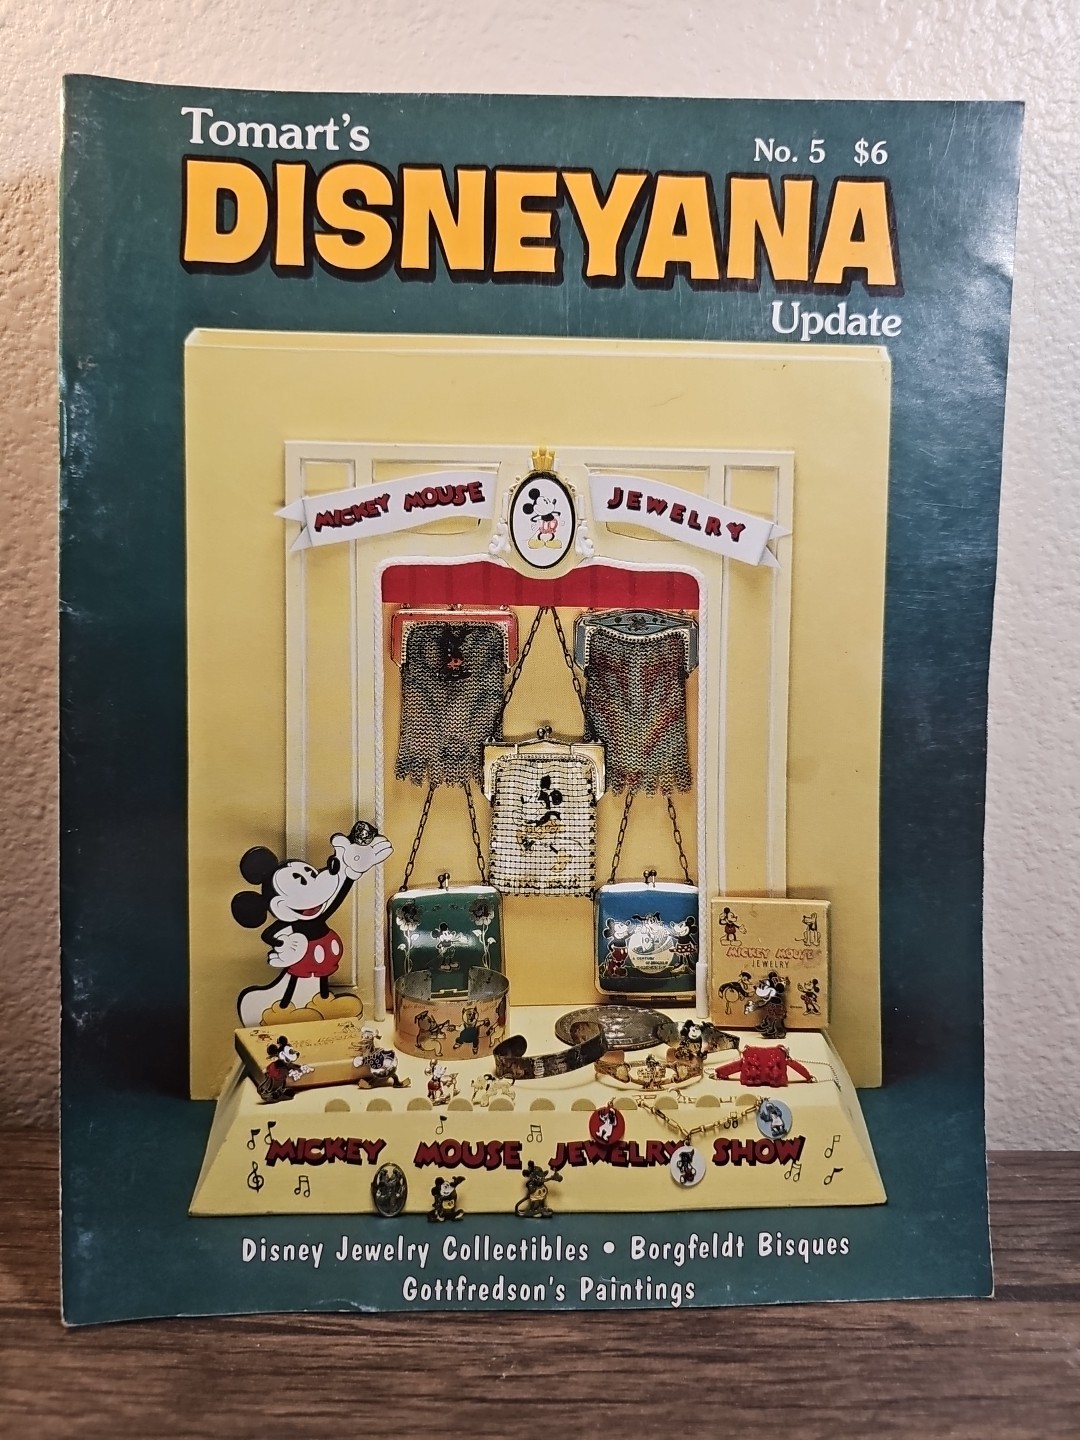 Tomart's
No. 5 $6
DISNEYANA
Update
MICKEY MOUSE JEWELRY
1934
MICKEY MOUSE
JEWELRY
MICKEY MOUSE JEWELRY SHOW
Disney Jewelry Collectibles • Borgfeldt Bisques
Gottfredson's Paintings